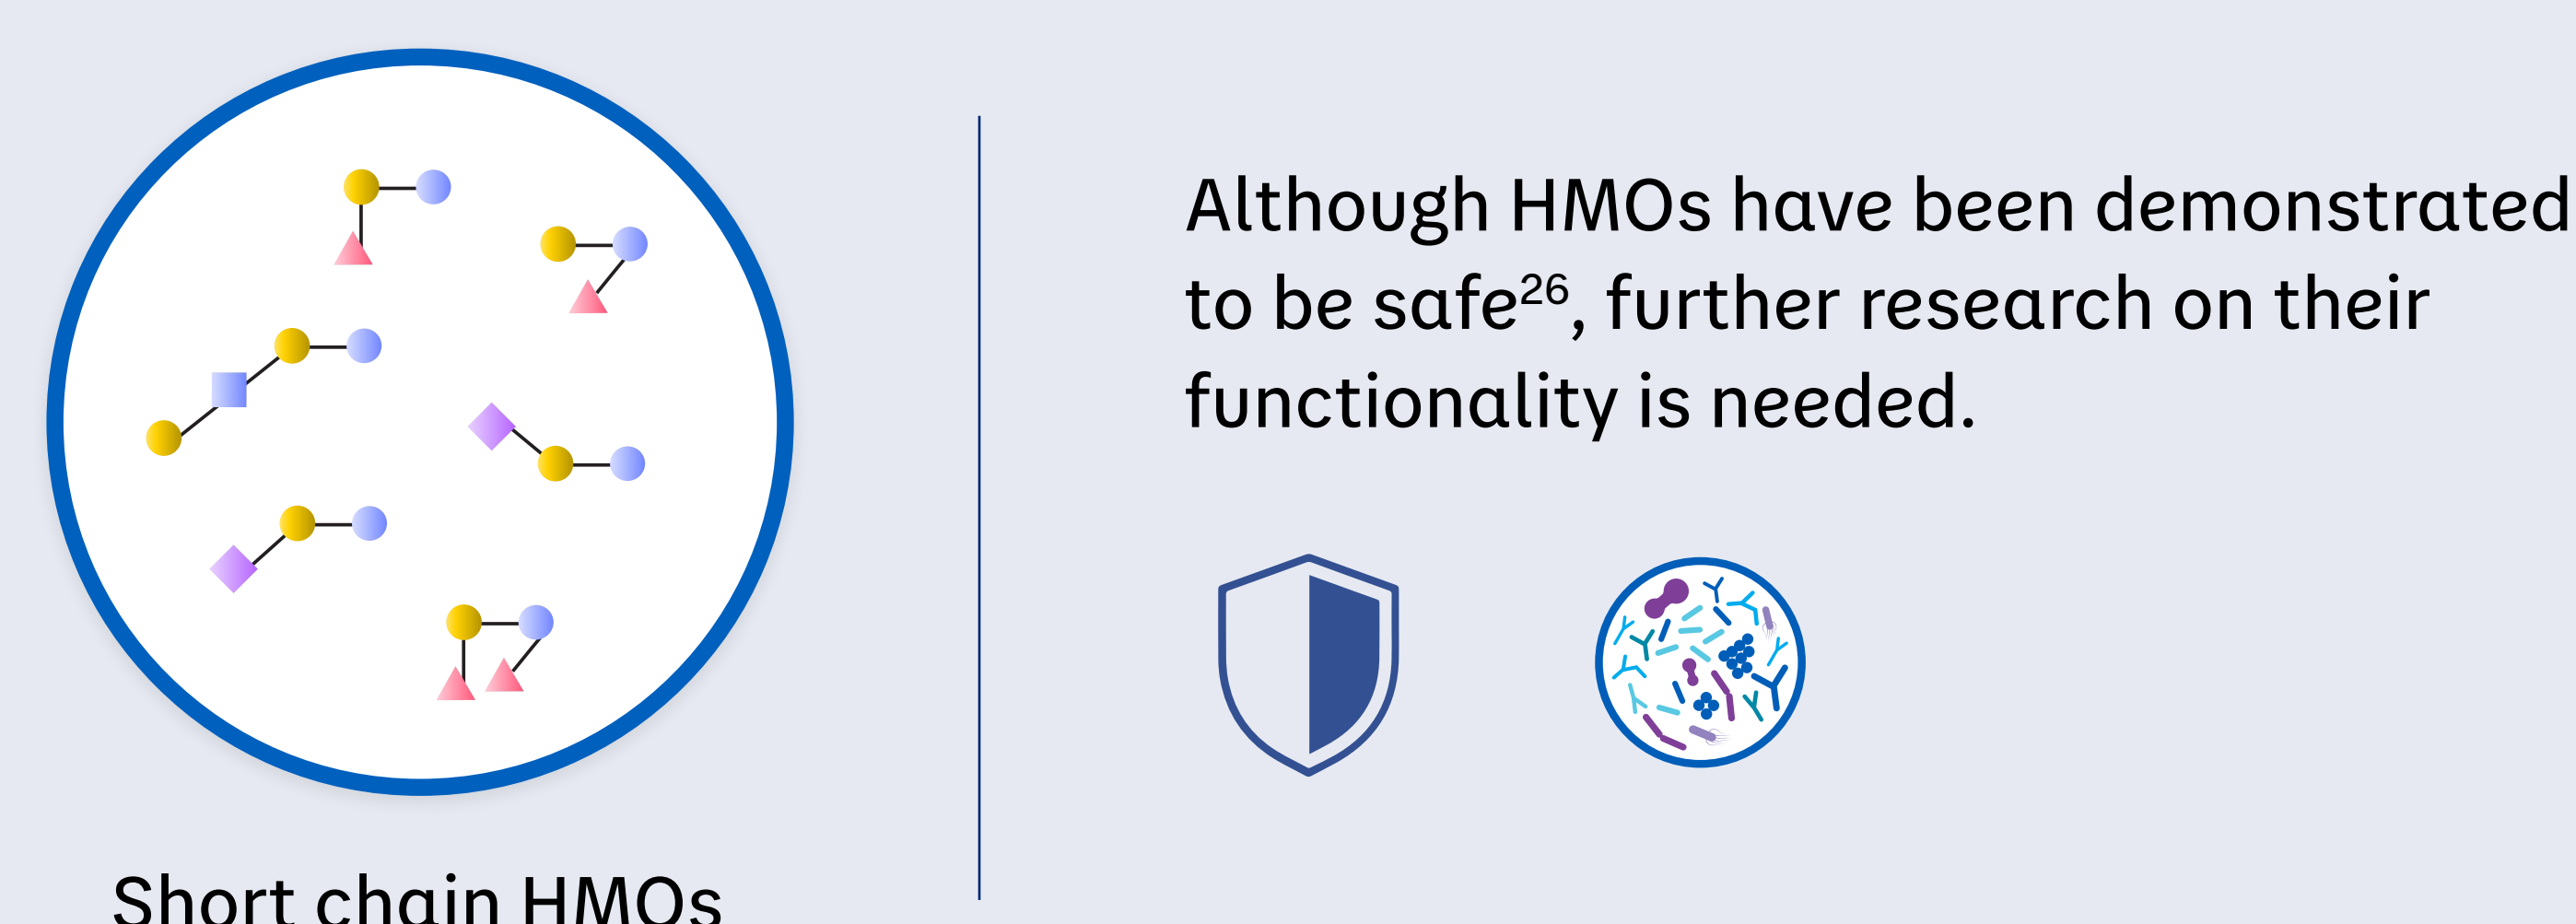 Although HMOs have been demonstrated
to be safe²⁶, further research on their
functionality is needed.
Short chain HMOs